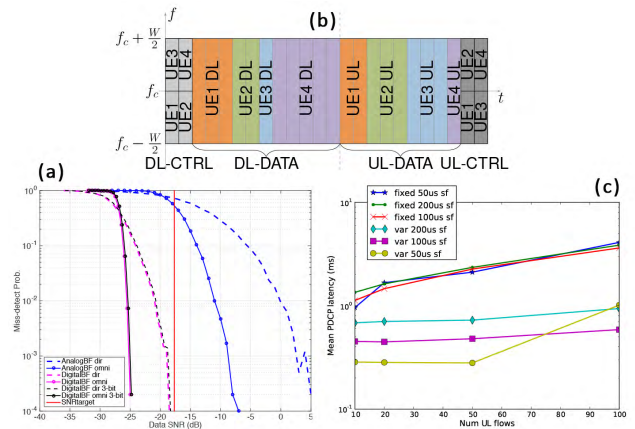 f
(b)
f_c + W/2
f_c
f_c − W/2
UE3
UE4
UE1
UE2
UE1 DL
UE2 DL
UE3 DL
UE4 DL
UE1 UL
UE2 UL
UE3 UL
UE4 UL
UE2
UE4
UE1
UE3
t
DL-CTRL
DL-DATA
UL-DATA
UL-CTRL
(a)
Miss-detect Prob.
10^0
10^-1
10^-2
10^-3
10^-4
-40
-35
-30
-25
-20
-15
-10
-5
0
5
Data SNR (dB)
AnalogBF dir
AnalogBF omni
DigitalBF dir
DigitalBF omni
DigitalBF dir 3-bit
DigitalBF omni 3-bit
SNRtarget
(c)
fixed 50us sf
fixed 200us sf
fixed 100us sf
var 200us sf
var 100us sf
var 50us sf
Mean PDCP latency (ms)
10^1
10^0
10^-1
10
20
30
40
50
60
70
80
90
100
Num UL flows